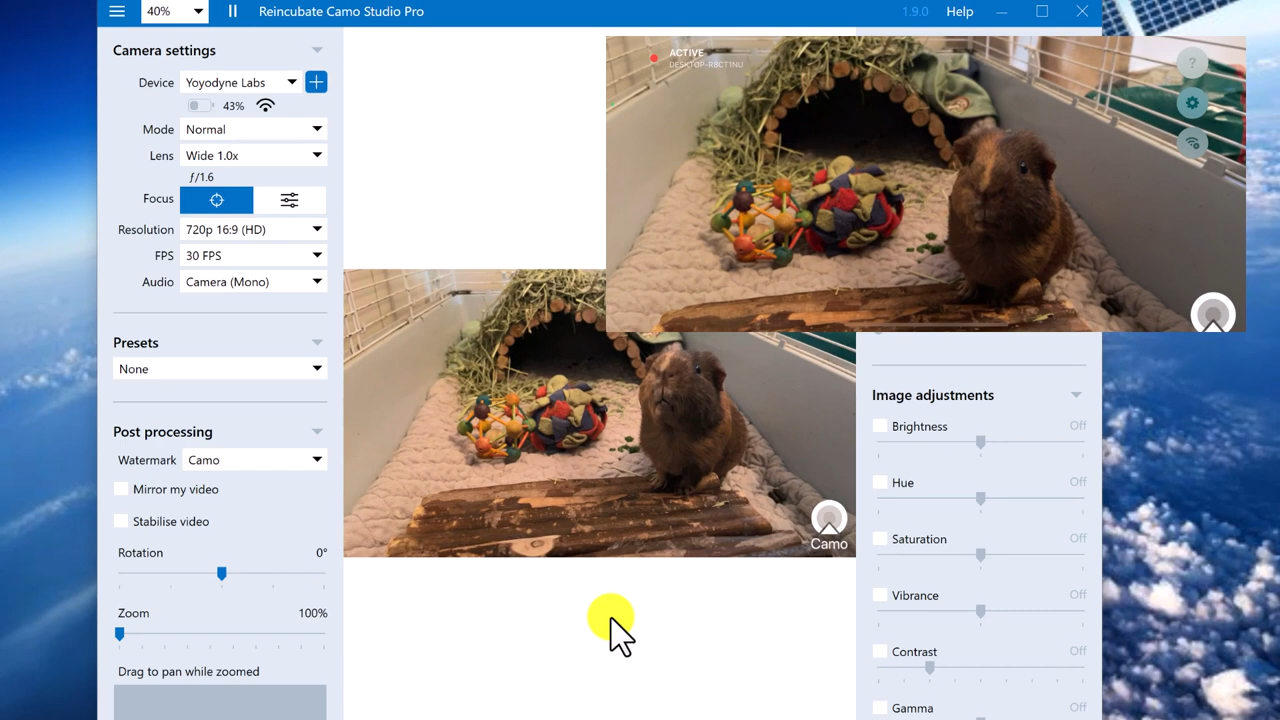 40%
Reincubate Camo Studio Pro
1.9.0
Help
Camera settings
Device
Yoyodyne Labs
43%
Mode
Normal
Lens
Wide 1.0x
ƒ/1.6
Focus
Resolution
720p 16:9 (HD)
FPS
30 FPS
Audio
Camera (Mono)
Presets
None
Post processing
Watermark
Camo
Mirror my video
Stabilise video
Rotation
0°
Zoom
100%
Drag to pan while zoomed
ACTIVE
DESKTOP-R8CT1NU
?
Camo
Image adjustments
Brightness
Off
Hue
Off
Saturation
Off
Vibrance
Off
Contrast
Off
Gamma
Off